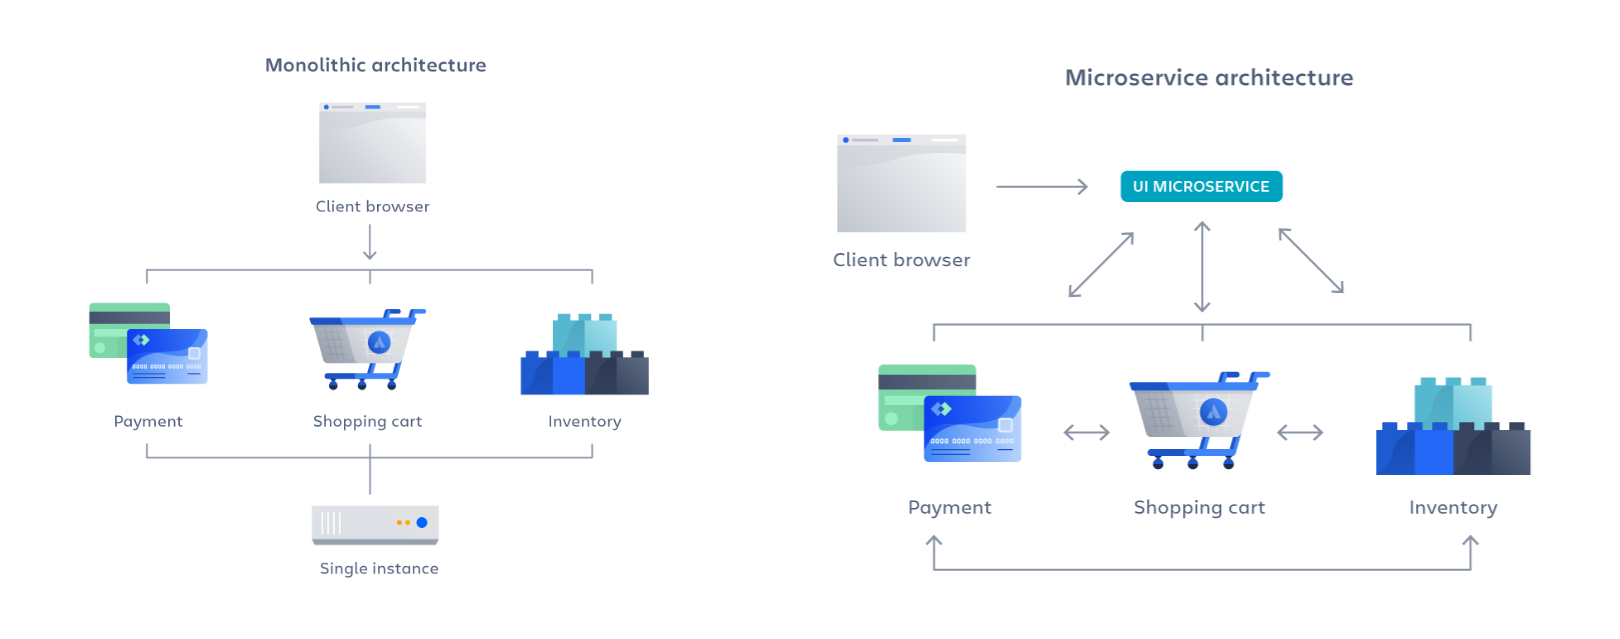 Monolithic architecture
Client browser
Payment
Shopping cart
Inventory
Single instance
Microservice architecture
Client browser
UI MICROSERVICE
Payment
Shopping cart
Inventory
0000 0000 0000 0000
0000 0000 0000 0000